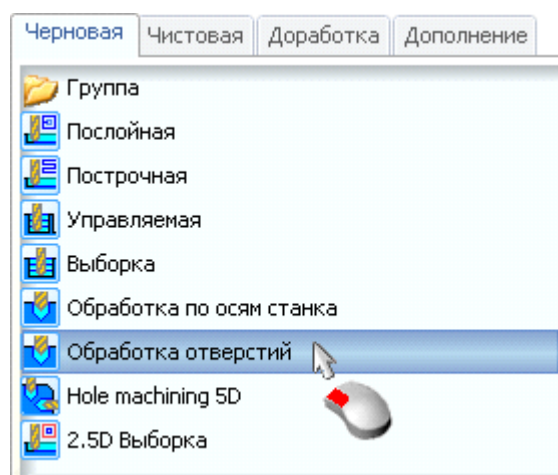 Черновая Чистовая Доработка Дополнение
Группа
Послойная
Построчная
Управляемая
Выборка
Обработка по осям станка
Обработка отверстий
Hole machining 5D
2.5D Выборка